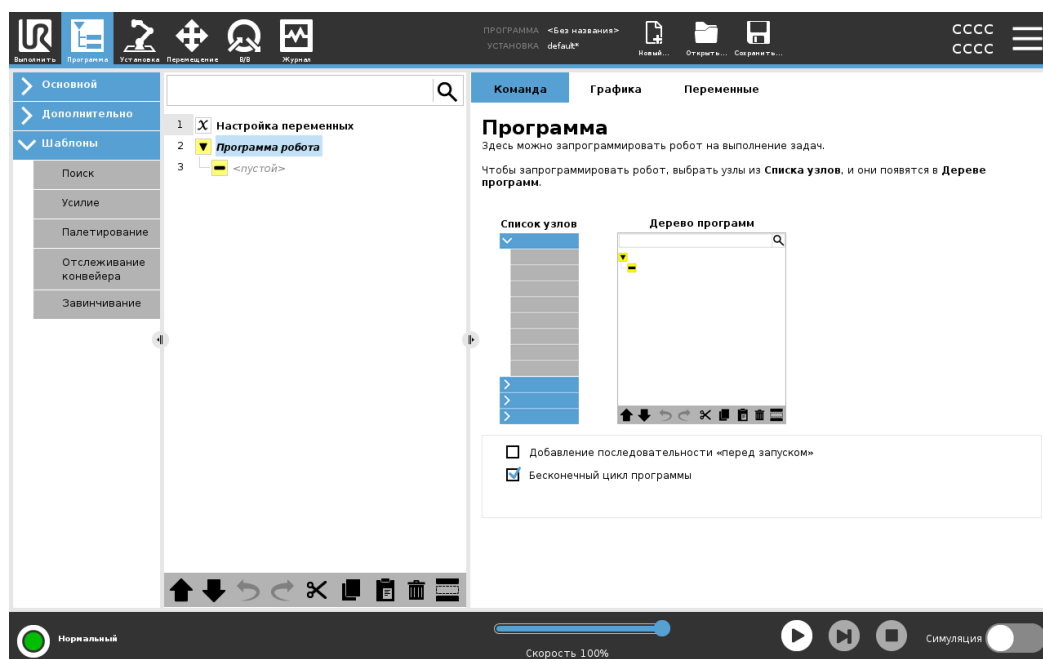 ПРОГРАММА <Без названия>
УСТАНОВКА default*
CCCC
CCCC
Выполнить Программа Установка Перемещение В/В Журнал
Новый... Открыть... Сохранить...
Основной
Дополнительно
Шаблоны
Поиск
Усилие
Палетирование
Отслеживание
конвейера
Завинчивание
1 X Настройка переменных
2 Программа робота
3 <пустой>
Команда Графика Переменные
Программа
Здесь можно запрограммировать робот на выполнение задач.
Чтобы запрограммировать робот, выбрать узлы из Списка узлов, и они появятся в Дереве
программ.
Список узлов Дерево программ
Добавление последовательности «перед запуском»
Бесконечный цикл программы
Нормальный
Скорость 100%
Симуляция